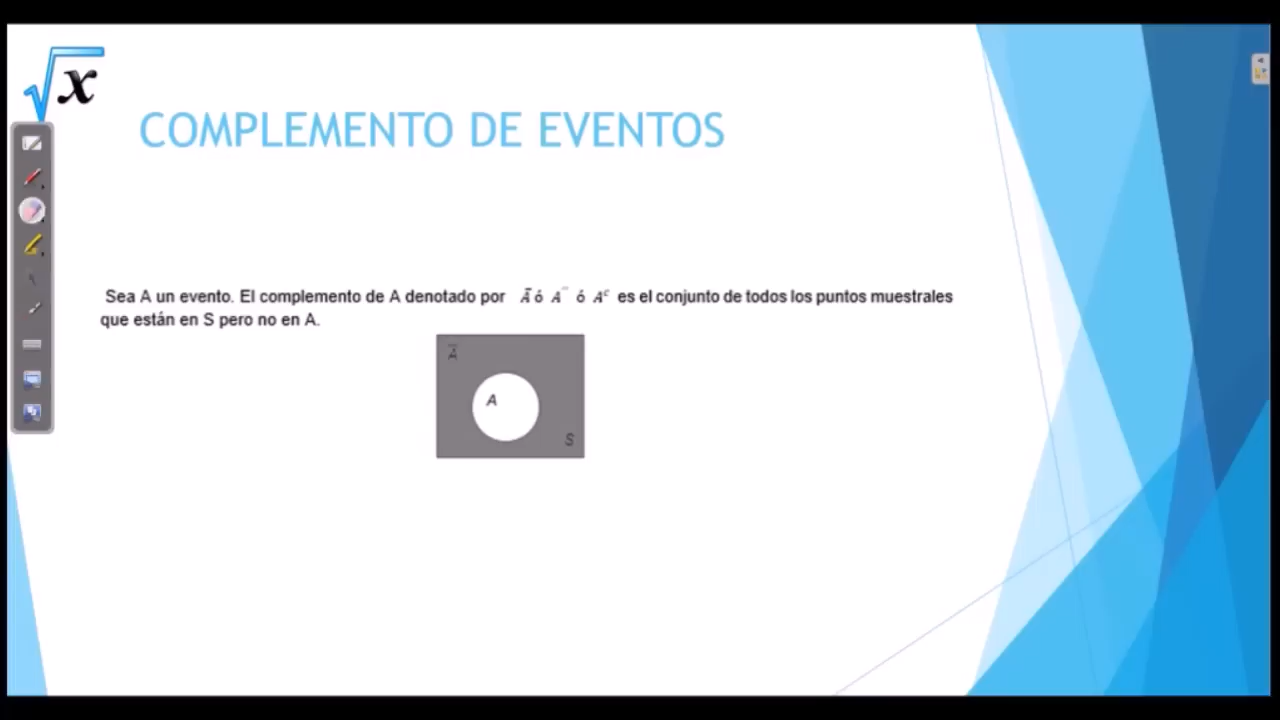 √x
COMPLEMENTO DE EVENTOS
Sea A un evento. El complemento de A denotado por Ā ó A¯ ó Aᶜ es el conjunto de todos los puntos muestrales
que están en S pero no en A.
Ā
A
S